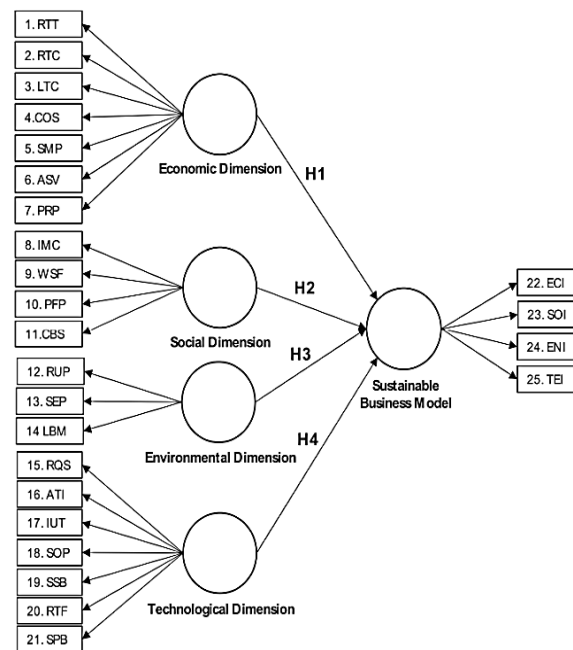 1. RTT
2. RTC
3. LTC
4.COS
5. SMP
6. ASV
7. PRP
Economic Dimension
H1
8. IMC
9. WSF
10. PFP
11.CBS
Social Dimension
H2
12. RUP
13. SEP
14 LBM
Environmental Dimension
H3
15. RQS
16. ATI
17. IUT
18. SOP
19. SSB
20. RTF
21. SPB
Technological Dimension
H4
Sustainable
Business Model
22. ECI
23. SOI
24. ENI
25. TEI